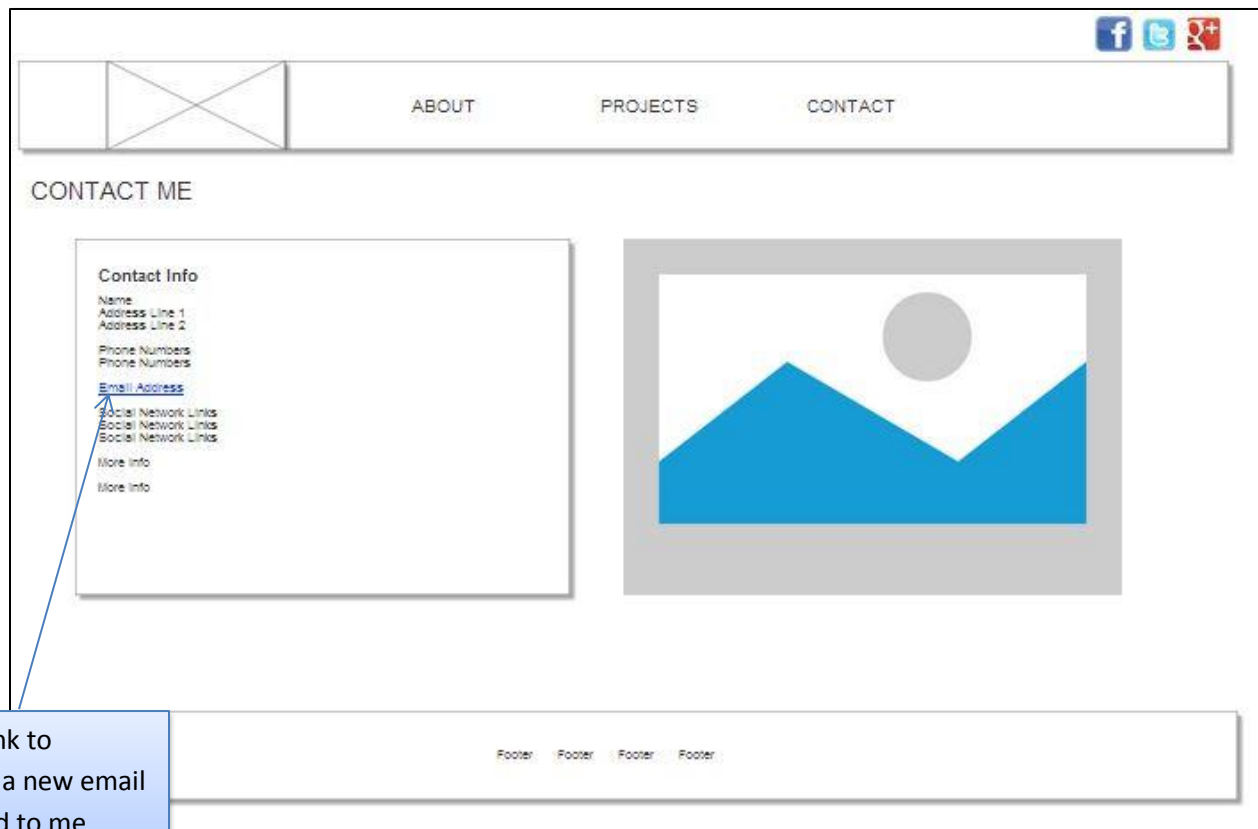 ABOUT PROJECTS CONTACT
CONTACT ME
Contact Info
Name
Address Line 1
Address Line 2
Phone Numbers
Phone Numbers
Email Address
Social Network Links
Social Network Links
Social Network Links
More Info
More Info
to
a new email
to me
Footer Footer Footer Footer